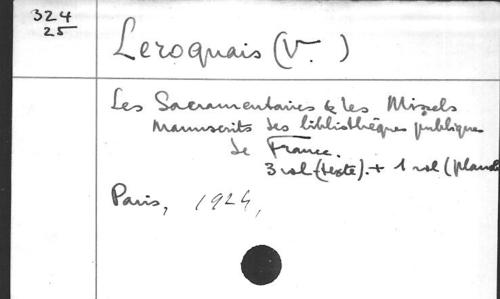 324
25
Leroquais (V. )
Les Sacramentaires & les Missels
manuscrits des bibliothèques publiques
de France.
3 vol (texte). + 1 vol (planch
Paris, 1924,